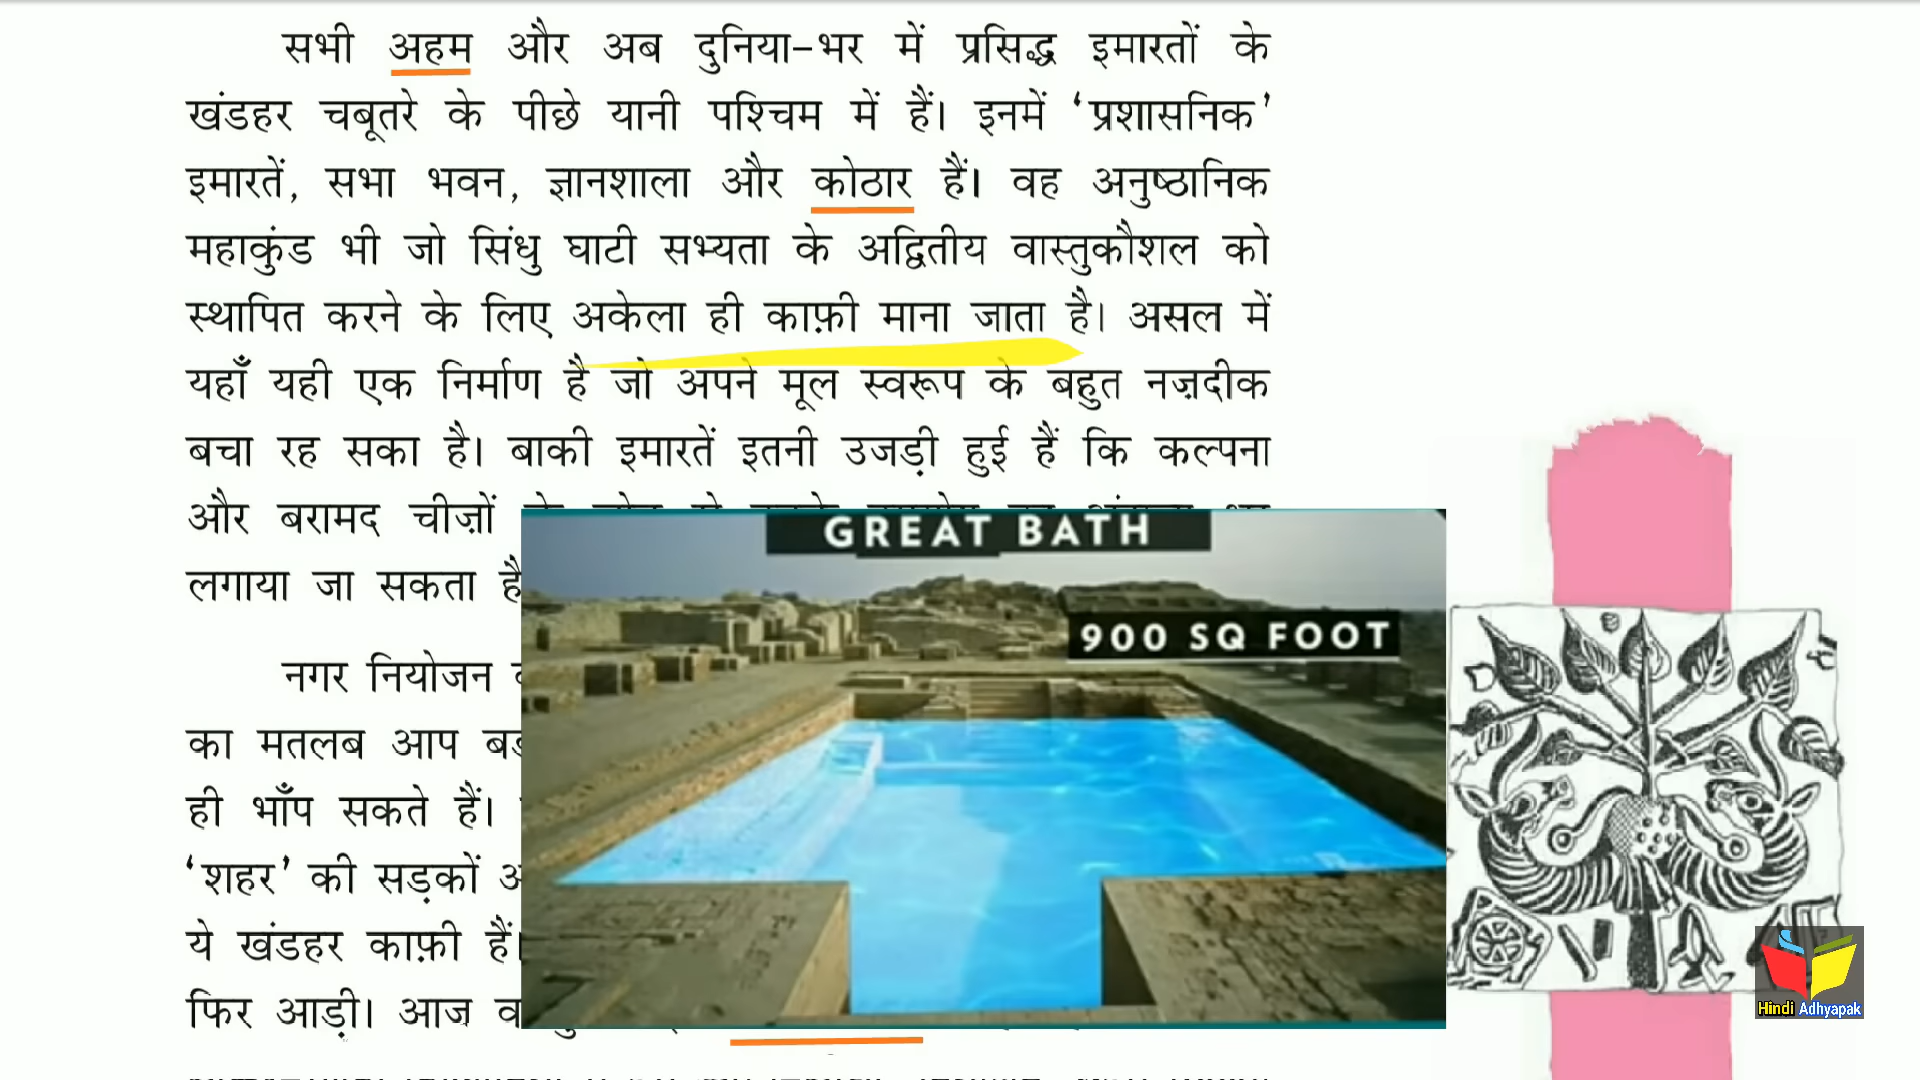 सभी अहम और अब दुनिया-भर में प्रसिद्ध इमारतों के
खंडहर चबूतरे के पीछे यानी पश्चिम में हैं। इनमें ‘प्रशासनिक’
इमारतें, सभा भवन, ज्ञानशाला और कोठार हैं। वह अनुष्ठानिक
महाकुंड भी जो सिंधु घाटी सभ्यता के अद्वितीय वास्तुकौशल को
स्थापित करने के लिए अकेला ही काफ़ी माना जाता है। असल में
यहाँ यही एक निर्माण है जो अपने मूल स्वरूप के बहुत नज़दीक
बचा रह सका है। बाकी इमारतें इतनी उजड़ी हुई हैं कि कल्पना
और बरामद चीज़ों
लगाया जा सकता है
नगर नियोजन
का मतलब आप
ही भाँप सकते हैं।
‘शहर’ की सड़कों
ये खंडहर काफ़ी हैं।
फिर आड़ी। आज
GREAT BATH
900 SQ FOOT
Hindi Adhyapak